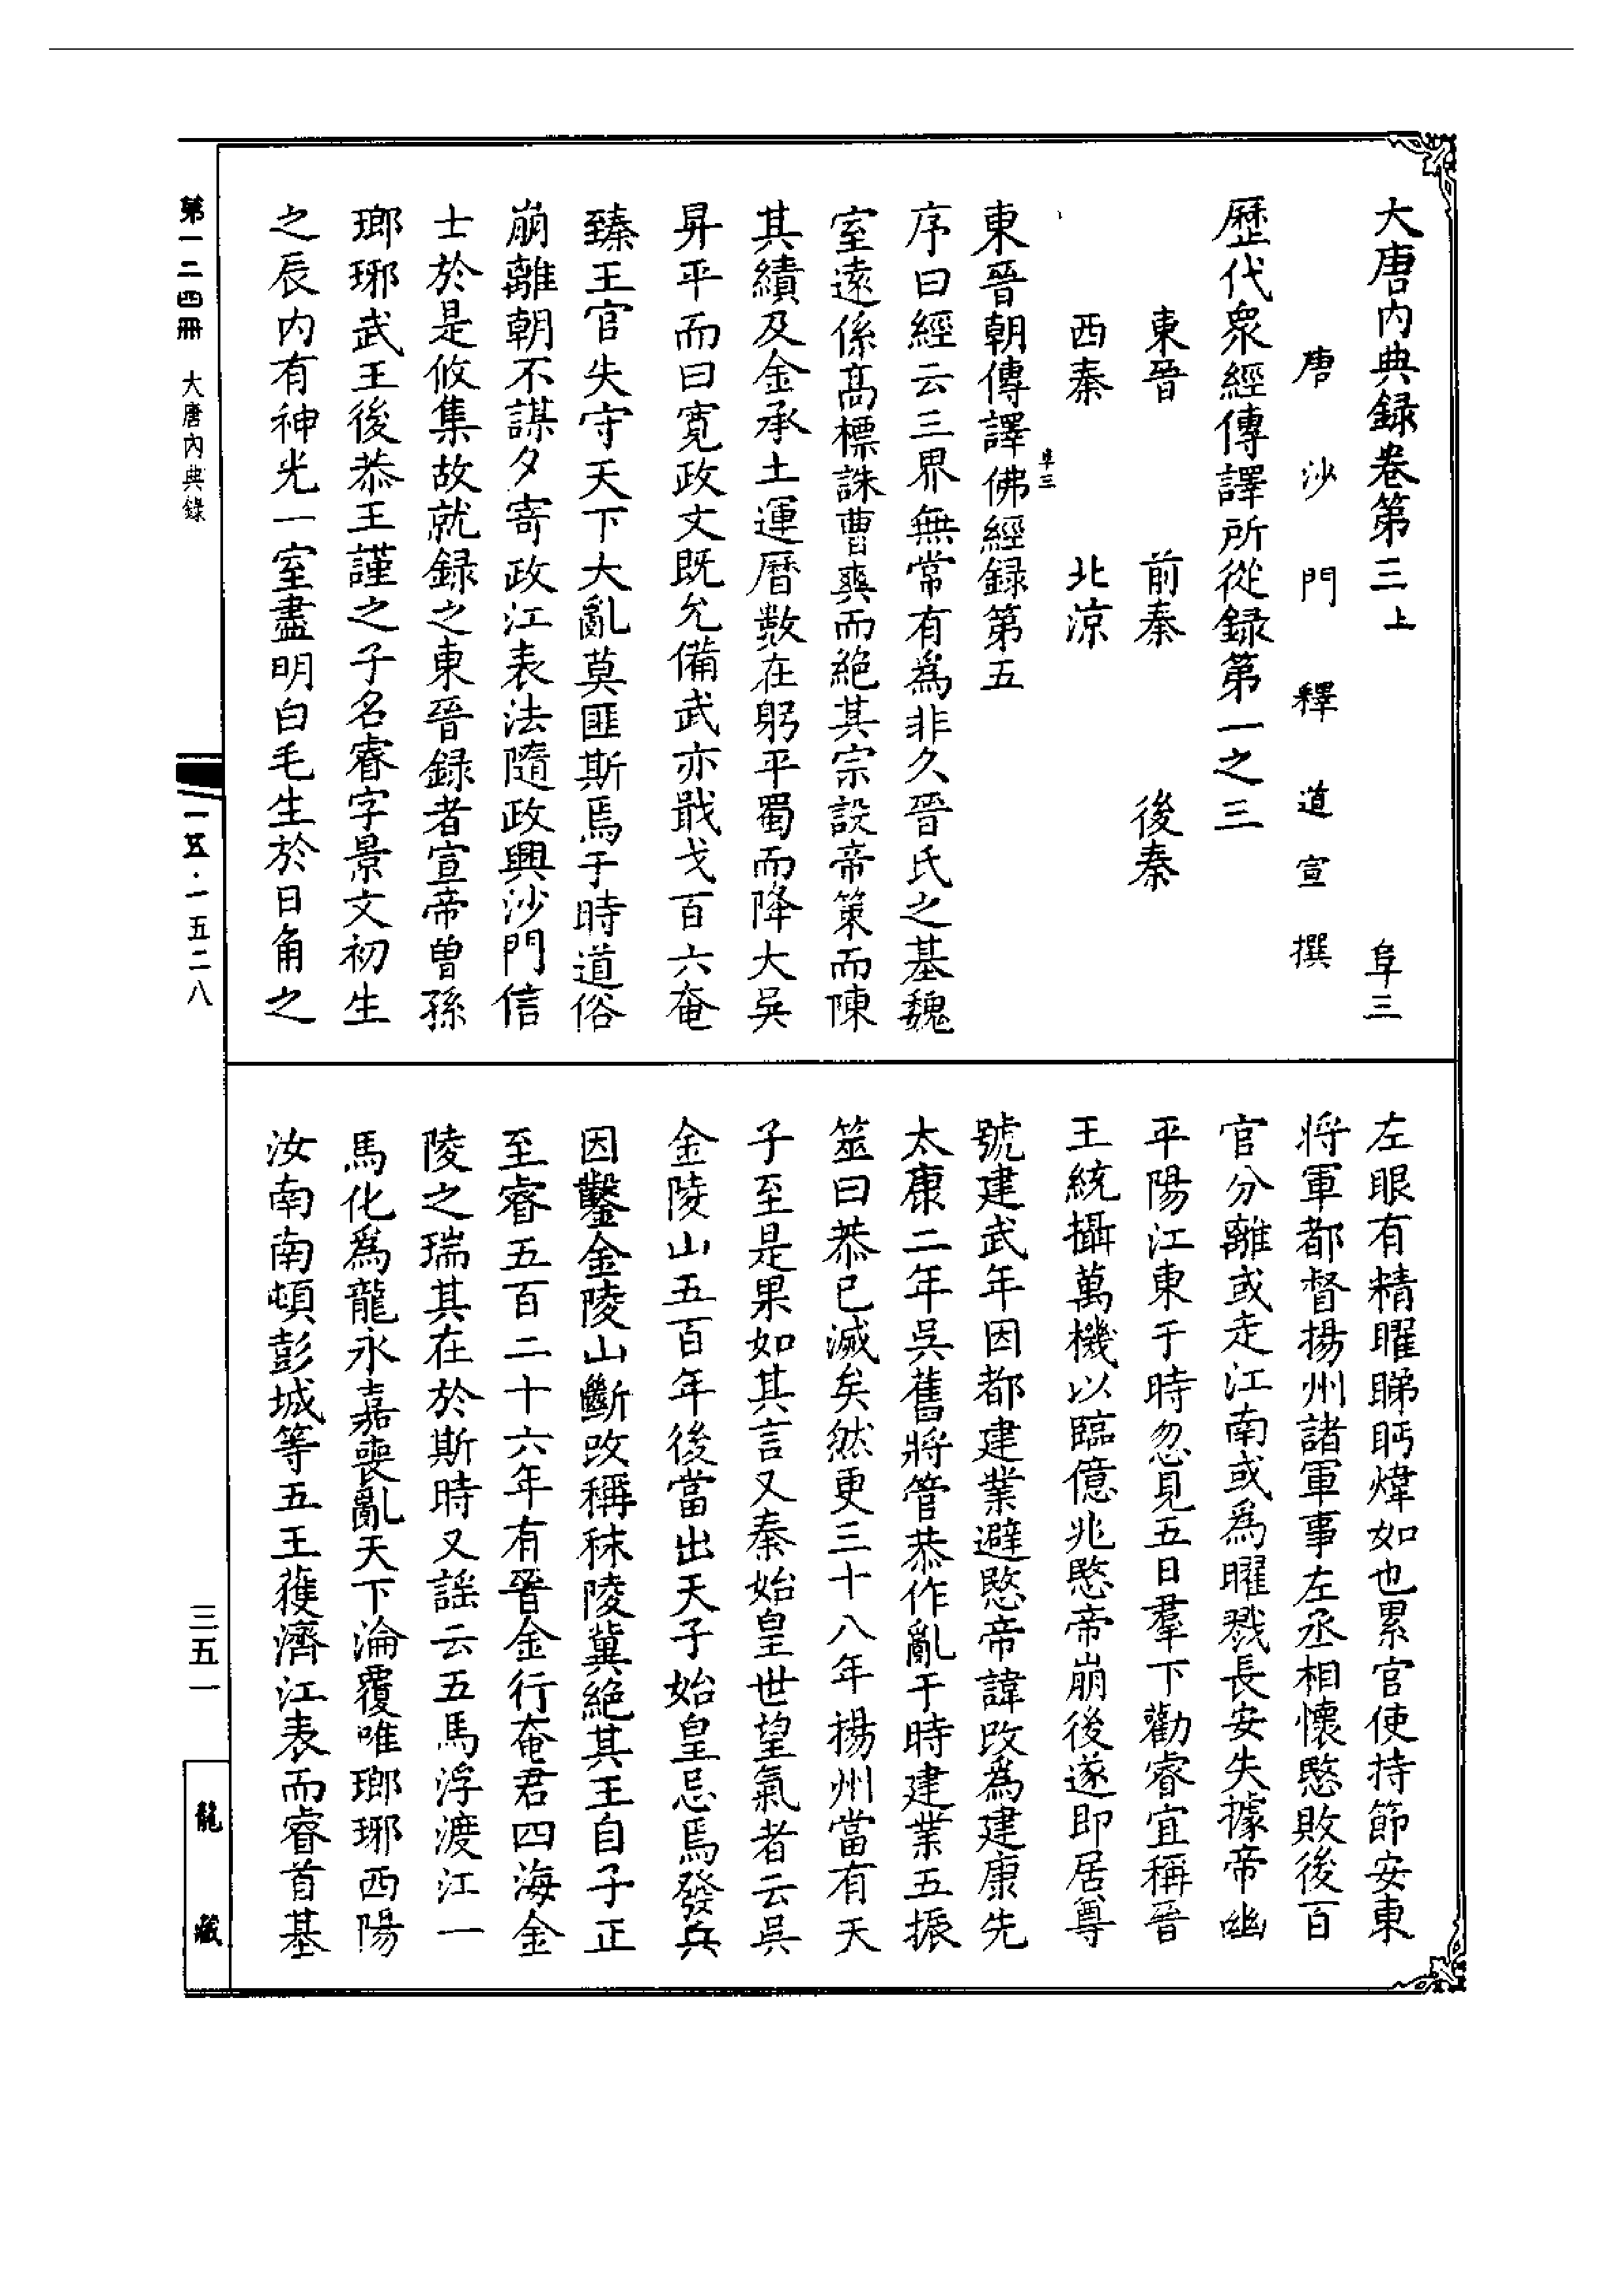 大唐内典録卷第三上　阜三
唐沙門釋道宣撰
歷代衆經傳譯所從録第一之三
東晉　前秦　後秦
西秦　北涼
阜三
東晉朝傳譯佛經録第五
序曰經云三界無常有爲非久晉氏之基魏
室遠係髙標誅曹爽而絕其宗設帝策而陳
其績及金承土運曆數在躬平蜀而降大吳
昇平而曰寛政文既允備武亦戢戈百六奄
臻王官失守天下大亂莫匪斯焉于時道俗
崩離朝不謀夕寄政江表法隨政興沙門信
士於是攸集故就録之東晉録者宣帝曾孫
瑯琊武王後恭王謹之子名睿字景文初生
之辰内有神光一室盡明白毛生於日角之
左眼有精曜睇眄煒如也累官使持節安東
將軍都督揚州諸軍事左丞相懷愍敗後百
官分離或走江南或爲曜戮長安失據帝幽
平陽江東于時忽見五日羣下勸睿宜稱晉
王統攝萬機以臨億兆愍帝崩後遂即居尊
號建武年因都建業避愍帝諱改爲建康先
太康二年吳舊將管恭作亂于時建業五振
筮曰恭已滅矣然更三十八年揚州當有天
子至是果如其言又秦始皇世望氣者云吳
金陵山五百年後當出天子始皇忌焉發兵
因鑿金陵山斷改稱秣陵冀絕其王自子正
至睿五百二十六年有晉金行奄君四海金
陵之瑞其在於斯時又謡云五馬浮渡江一
馬化爲龍永嘉喪亂天下淪覆唯瑯琊西陽
汝南南頓彭城等五王獲濟江表而睿首基
第一二四冊　大唐內典錄
一五五·一五二八
三五一
龍藏